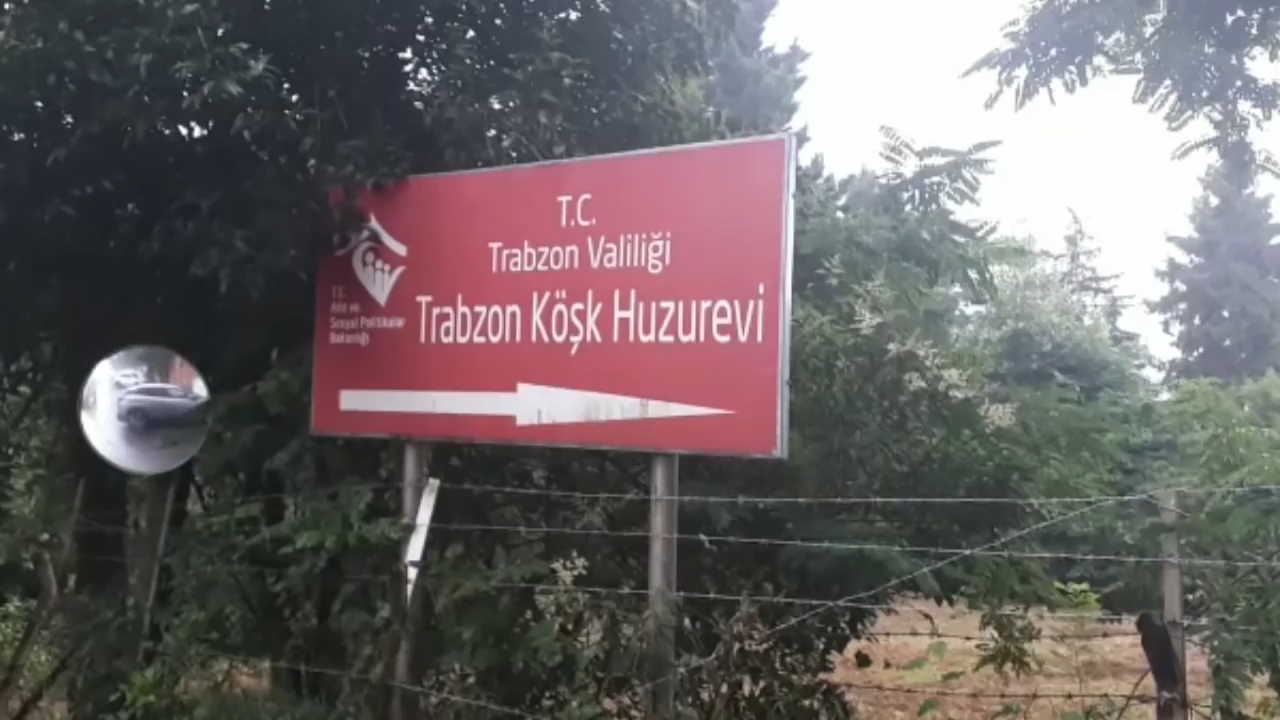 T.C.
Trabzon Valiliği
Trabzon Köşk Huzurevi
T.C.
Aile ve
Sosyal Politikalar
Bakanlığı